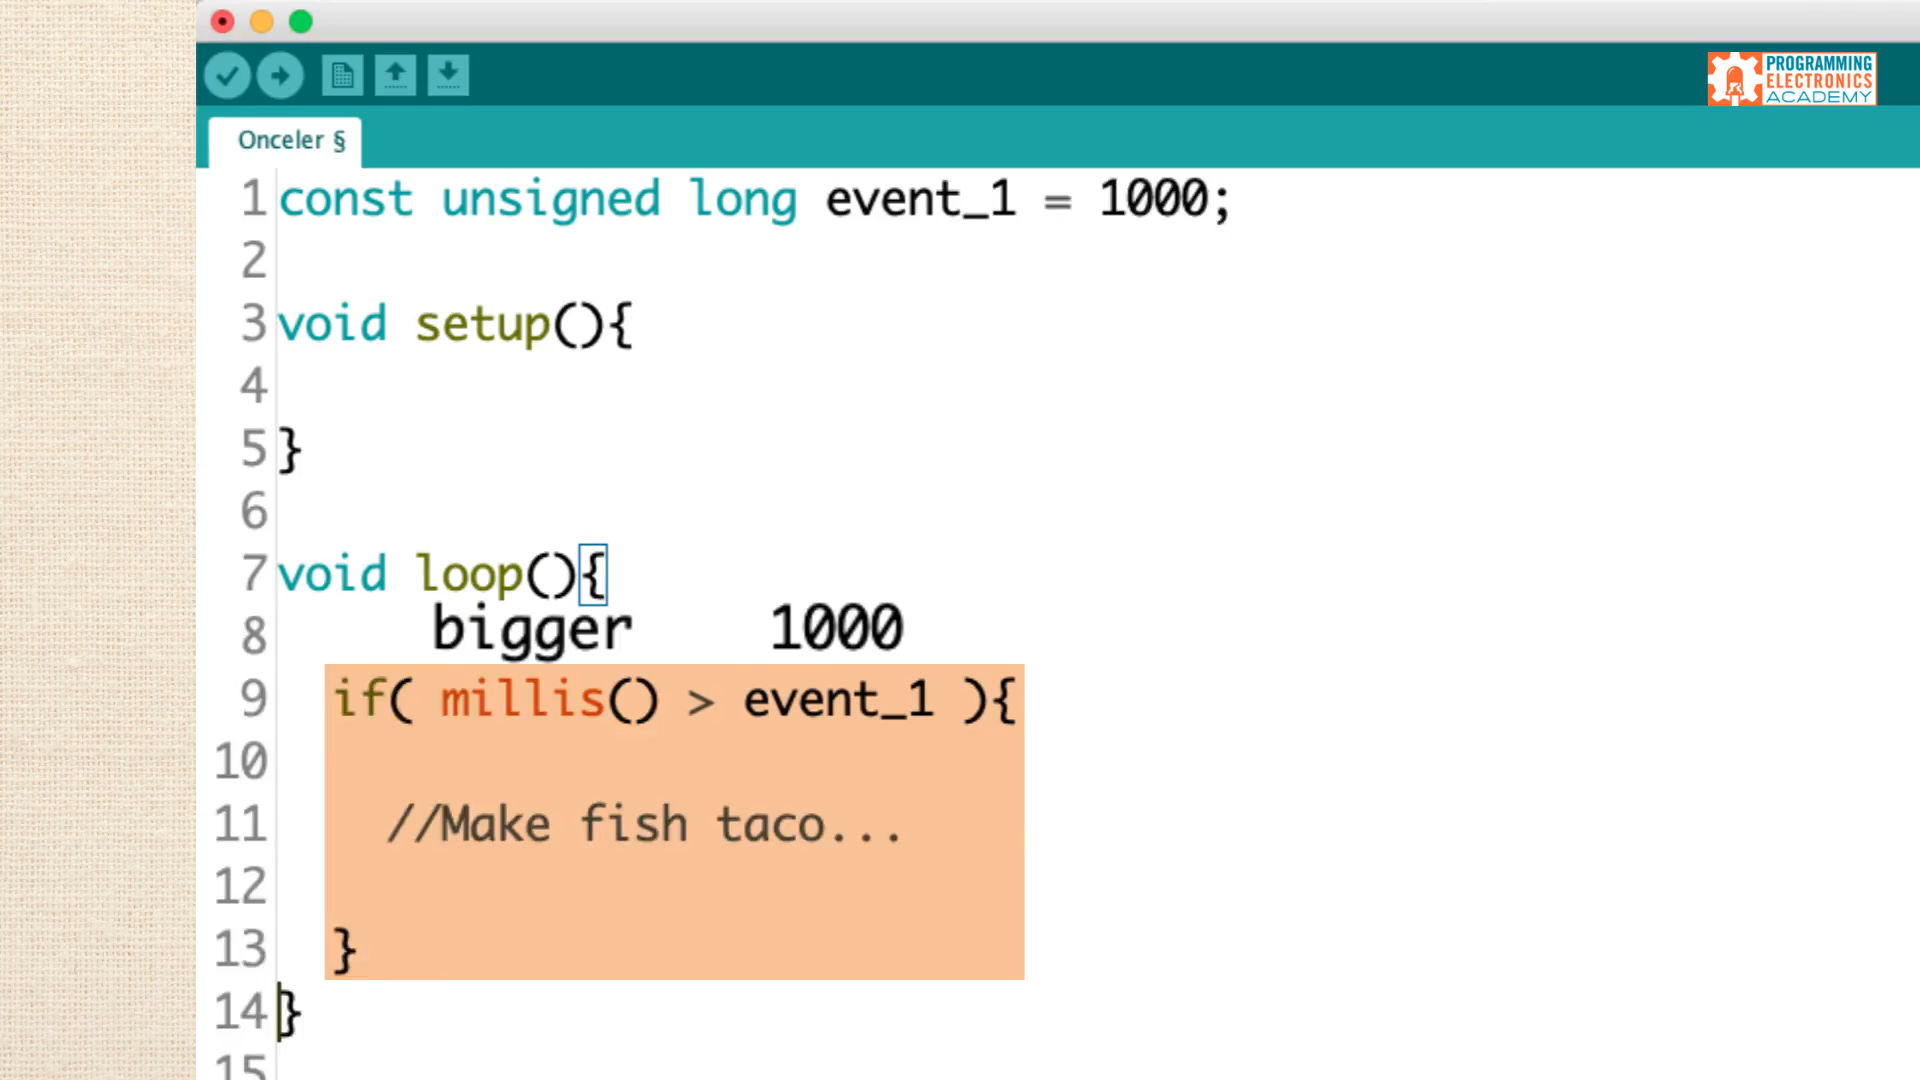 PROGRAMMING
ELECTRONICS
ACADEMY
Onceler §
1 const unsigned long event_1 = 1000;
2
3 void setup(){
4
5 }
6
7 void loop(){
8 bigger 1000
9 if( millis() > event_1 ){
10
11 //Make fish taco...
12
13 }
14 }
15